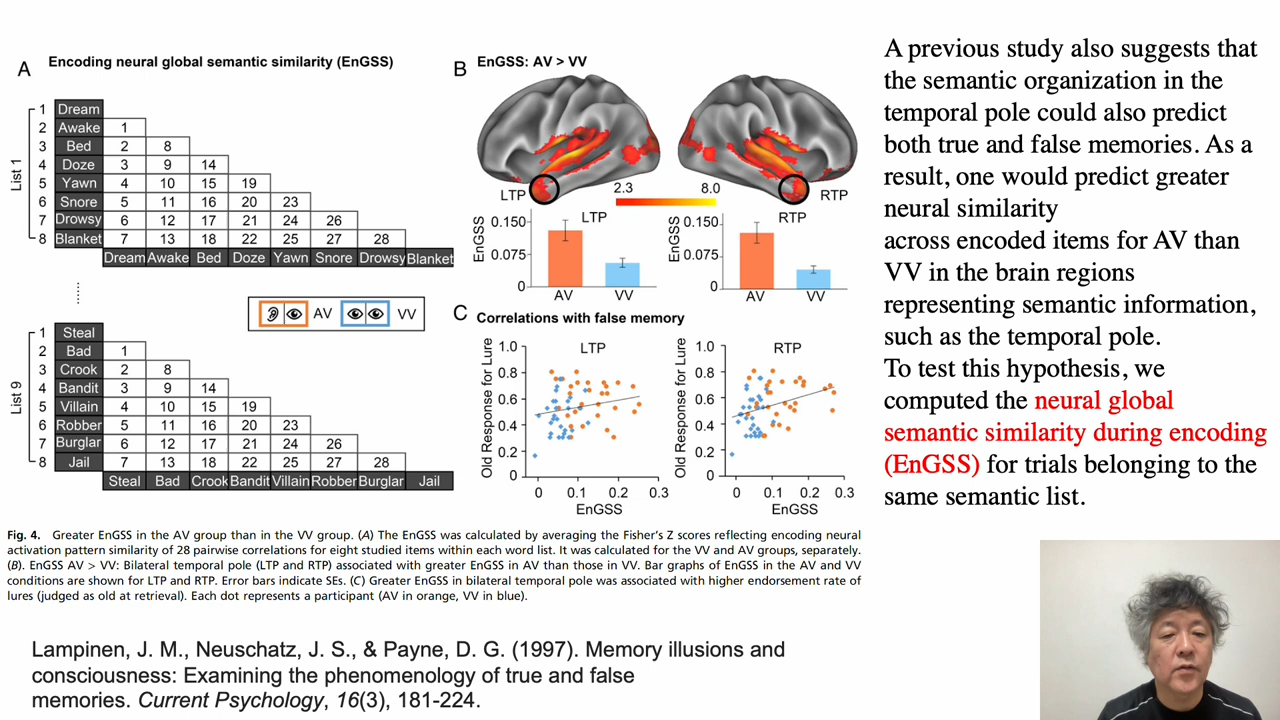 A
Encoding neural global semantic similarity (EnGSS)
List 1
1 Dream
2 Awake 1
3 Bed 2 8
4 Doze 3 9 14
5 Yawn 4 10 15 19
6 Snore 5 11 16 20 23
7 Drowsy 6 12 17 21 24 26
8 Blanket 7 13 18 22 25 27 28
Dream Awake Bed Doze Yawn Snore Drowsy Blanket
AV VV
List 9
1 Steal
2 Bad 1
3 Crook 2 8
4 Bandit 3 9 14
5 Villain 4 10 15 19
6 Robber 5 11 16 20 23
7 Burglar 6 12 17 21 24 26
8 Jail 7 13 18 22 25 27 28
Steal Bad Crook Bandit Villain Robber Burglar Jail
B
EnGSS: AV > VV
LTP
RTP
2.3 8.0
LTP
EnGSS
0.150
0.075
0
AV VV
RTP
EnGSS
0.150
0.075
0
AV VV
C
Correlations with false memory
LTP
Old Response for Lure
1.0
0.8
0.6
0.4
0.2
0
0 0.1 0.2 0.3
EnGSS
RTP
Old Response for Lure
1.0
0.8
0.6
0.4
0.2
0
0 0.1 0.2 0.3
EnGSS
Fig. 4. Greater EnGSS in the AV group than in the VV group. (A) The EnGSS was calculated by averaging the Fisher's Z scores reflecting encoding neural
activation pattern similarity of 28 pairwise correlations for eight studied items within each word list. It was calculated for the VV and AV groups, separately.
(B). EnGSS AV > VV: Bilateral temporal pole (LTP and RTP) associated with greater EnGSS in AV than those in VV. Bar graphs of EnGSS in the AV and VV
conditions are shown for LTP and RTP. Error bars indicate SEs. (C) Greater EnGSS in bilateral temporal pole was associated with higher endorsement rate of
lures (judged as old at retrieval). Each dot represents a participant (AV in orange, VV in blue).
Lampinen, J. M., Neuschatz, J. S., & Payne, D. G. (1997). Memory illusions and
consciousness: Examining the phenomenology of true and false
memories. Current Psychology, 16(3), 181-224.
A previous study also suggests that
the semantic organization in the
temporal pole could also predict
both true and false memories. As a
result, one would predict greater
neural similarity
across encoded items for AV than
VV in the brain regions
representing semantic information,
such as the temporal pole.
To test this hypothesis, we
computed the neural global
semantic similarity during encoding
(EnGSS) for trials belonging to the
same semantic list.